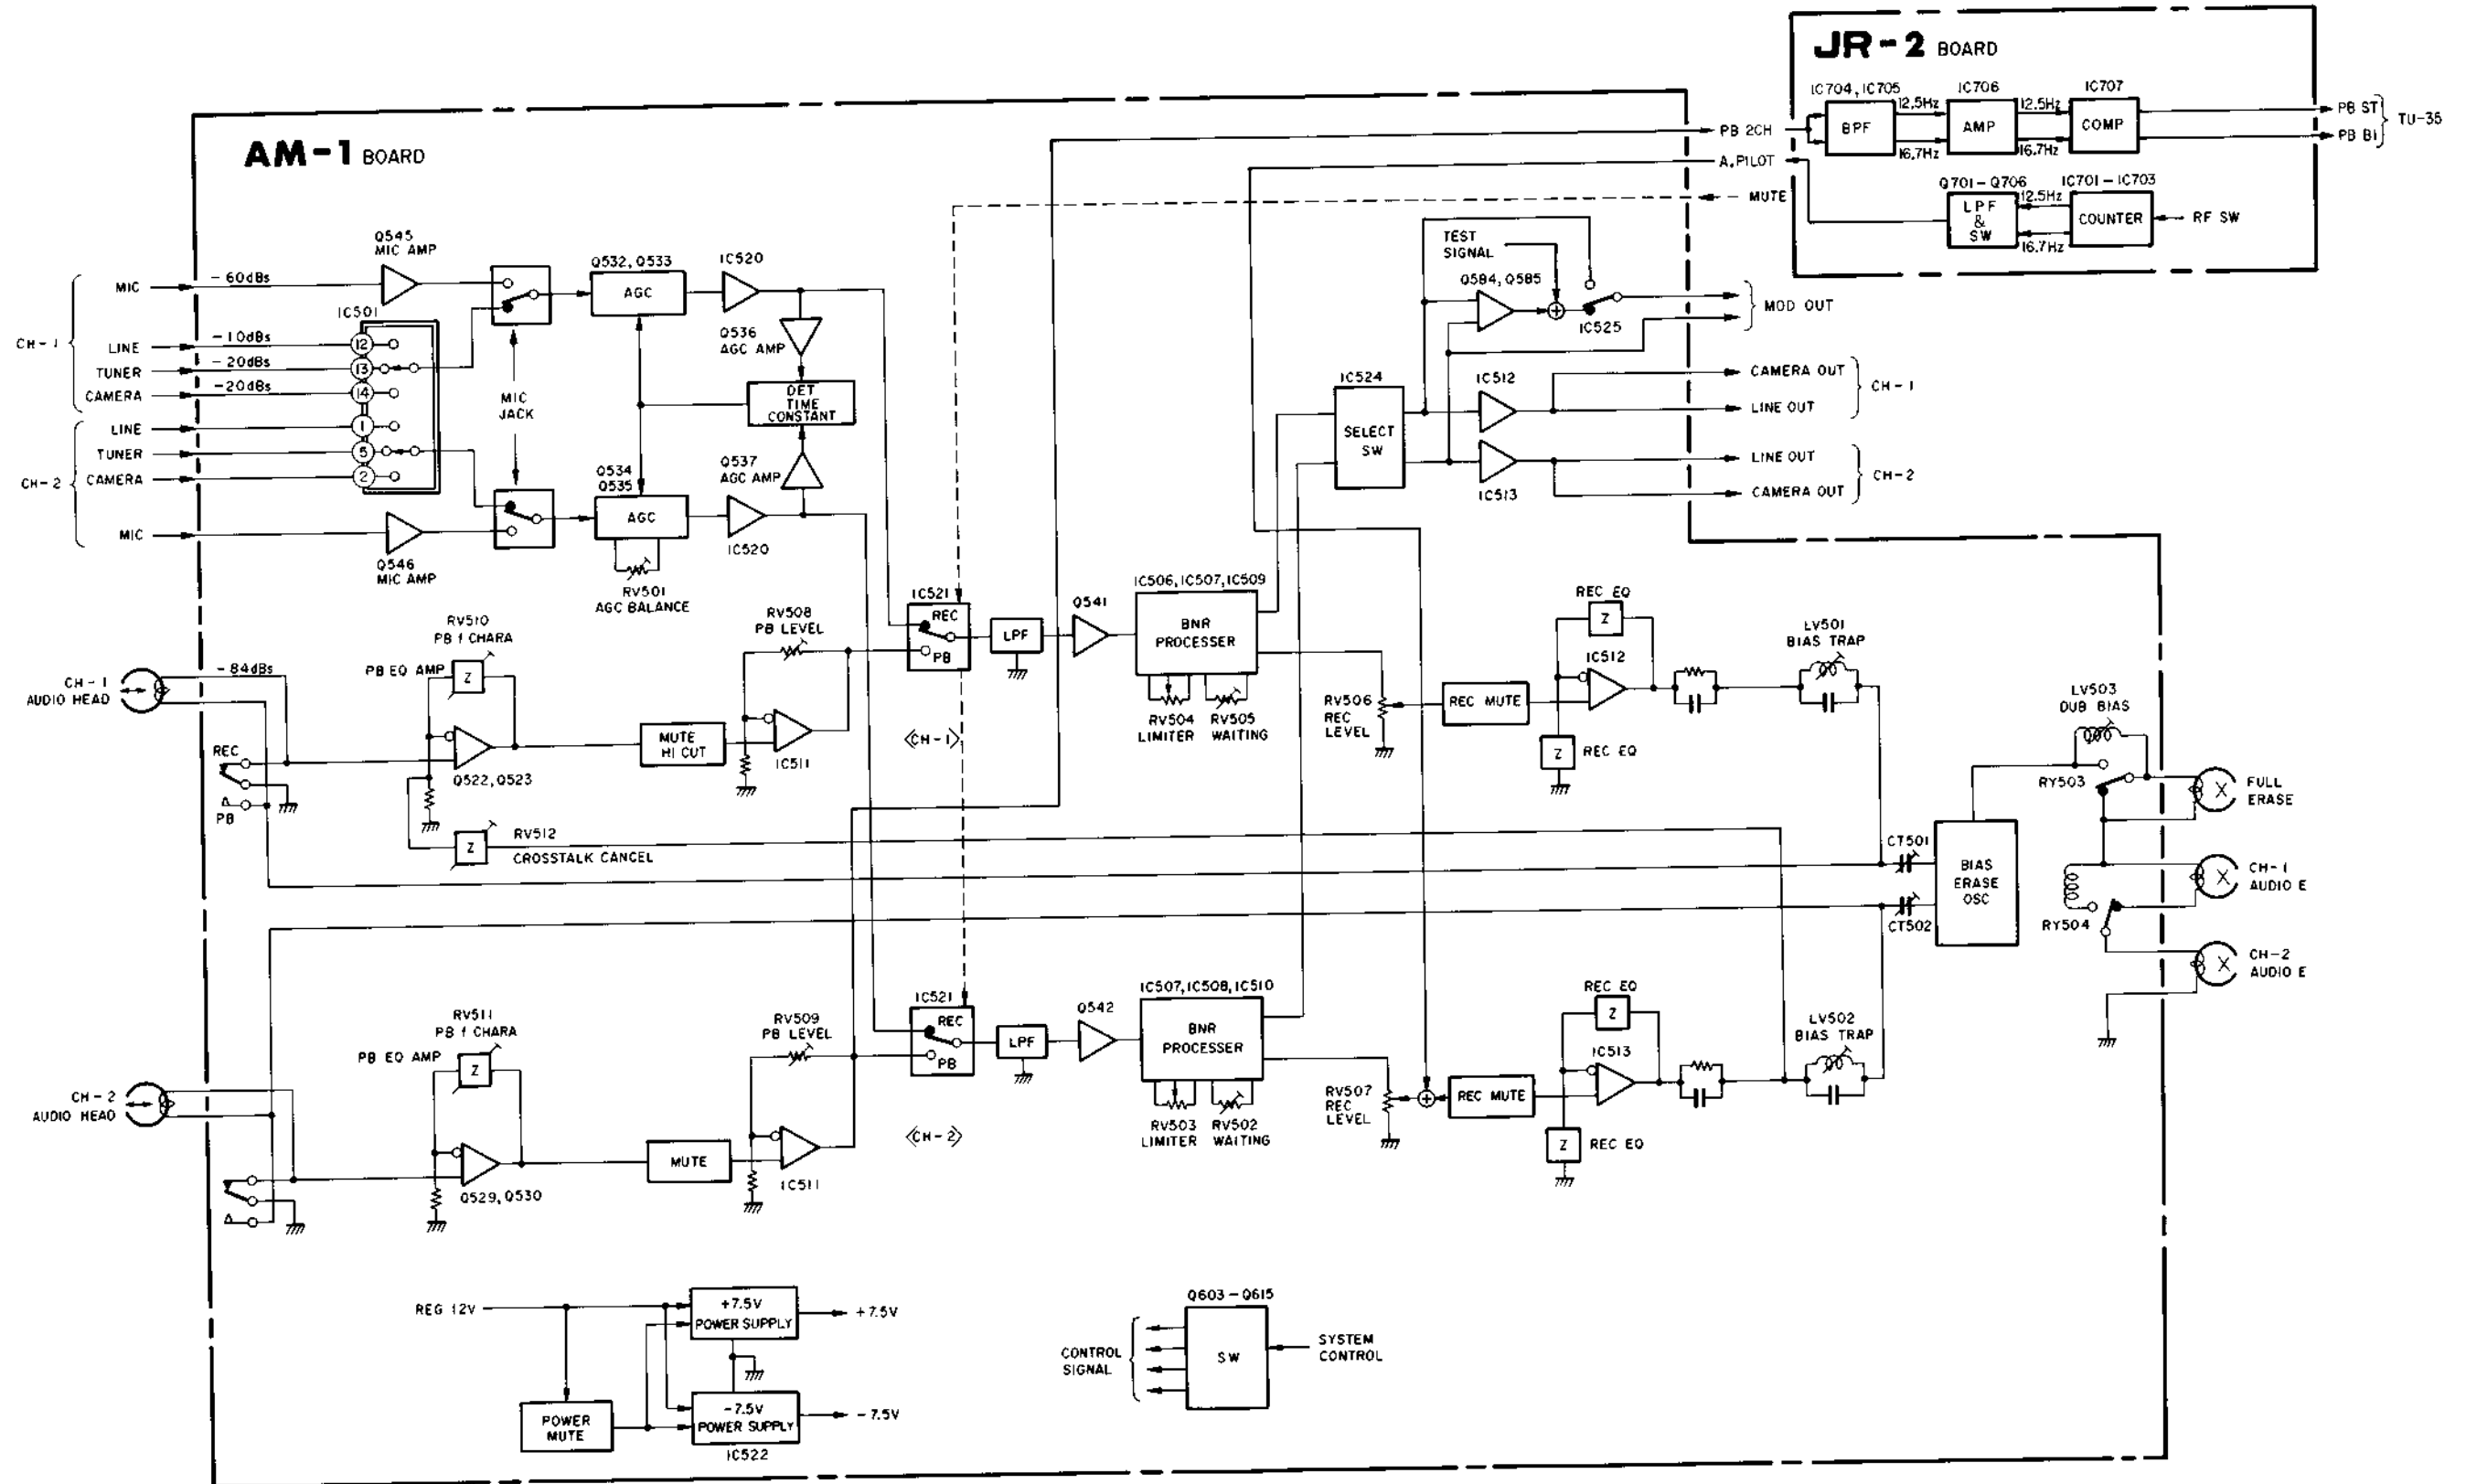 JR-2 BOARD
IC704, IC705
IC706
IC707
BPF
12.5Hz
16.7Hz
AMP
12.5Hz
16.7Hz
COMP
PB ST
PB BI
TU-35
Q701-Q706
IC701-IC703
LPF
&
SW
12.5Hz
16.7Hz
COUNTER
RF SW
AM-1 BOARD
PB 2CH
A.PILOT
MUTE
CH-1
MIC
-60dBs
LINE
-10dBs
TUNER
-20dBs
CAMERA
-20dBs
CH-2
LINE
TUNER
CAMERA
MIC
Q545
MIC AMP
IC501
12
13
14
1
5
2
Q546
MIC AMP
MIC
JACK
Q532, Q533
AGC
IC520
Q536
AGC AMP
DET
TIME
CONSTANT
Q537
AGC AMP
Q534
Q535
AGC
IC520
RV501
AGC BALANCE
TEST
SIGNAL
Q584, Q585
IC525
MOD OUT
IC524
SELECT
SW
IC512
IC513
CAMERA OUT
LINE OUT
CH-1
LINE OUT
CAMERA OUT
CH-2
CH-1
AUDIO HEAD
-84dBs
REC
PB
RV510
PB f CHARA
PB EQ AMP
Z
Q522, Q523
Z
RV512
CROSSTALK CANCEL
MUTE
HI CUT
RV508
PB LEVEL
IC511
IC521
REC
PB
<CH-1>
LPF
Q541
IC506, IC507, IC509
BNR
PROCESSER
RV504
LIMITER
RV505
WAITING
RV506
REC
LEVEL
REC MUTE
REC EQ
Z
IC512
Z
REC EQ
LV501
BIAS TRAP
LV503
DUB BIAS
RY503
FULL
ERASE
CT501
CT502
BIAS
ERASE
OSC
CH-1
AUDIO E
RY504
CH-2
AUDIO E
CH-2
AUDIO HEAD
RV511
PB f CHARA
PB EQ AMP
Z
Q529, Q530
MUTE
RV509
PB LEVEL
IC511
IC521
REC
PB
<CH-2>
LPF
Q542
IC507, IC508, IC510
BNR
PROCESSER
RV503
LIMITER
RV502
WAITING
RV507
REC
LEVEL
REC MUTE
REC EQ
Z
IC513
Z
REC EQ
LV502
BIAS TRAP
REG 12V
+7.5V
POWER SUPPLY
+7.5V
POWER
MUTE
-7.5V
POWER SUPPLY
-7.5V
IC522
Q603-Q615
CONTROL
SIGNAL
SW
SYSTEM
CONTROL